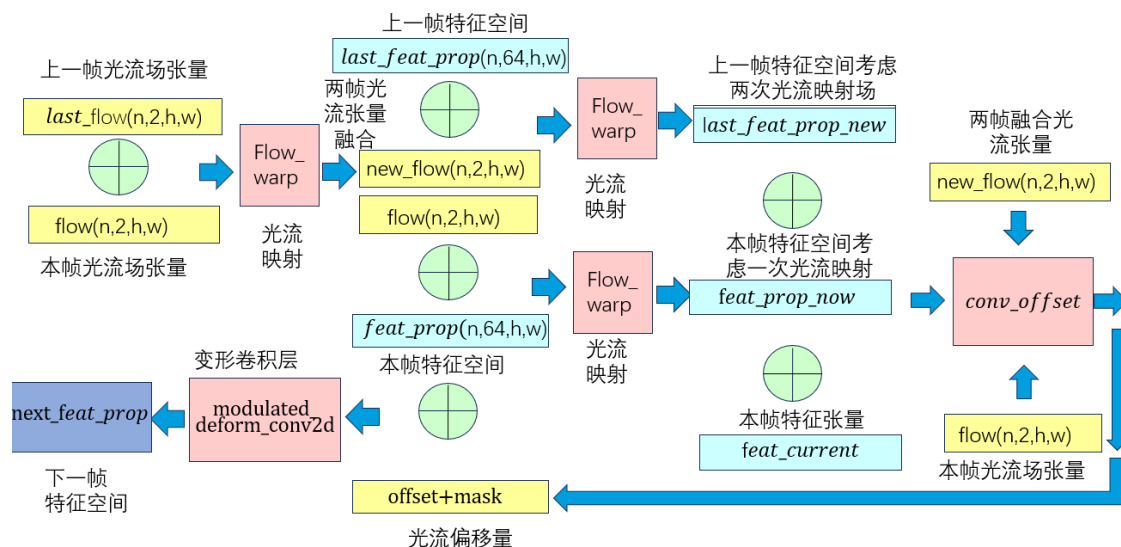 上一帧光流场张量
last_flow(n,2,h,w)
flow(n,2,h,w)
本帧光流场张量
Flow_
warp
光流
映射
两帧光
流张量
融合
上一帧特征空间
last_feat_prop(n,64,h,w)
new_flow(n,2,h,w)
flow(n,2,h,w)
feat_prop(n,64,h,w)
本帧特征空间
Flow_
warp
光流
映射
Flow_
warp
光流
映射
上一帧特征空间考虑
两次光流映射场
last_feat_prop_new
本帧特征空间考
虑一次光流映射
feat_prop_now
本帧特征张量
feat_current
两帧融合光
流张量
new_flow(n,2,h,w)
conv_offset
flow(n,2,h,w)
本帧光流场张量
offset+mask
光流偏移量
变形卷积层
modulated_
deform_conv2d
next_feat_prop
下一帧
特征空间